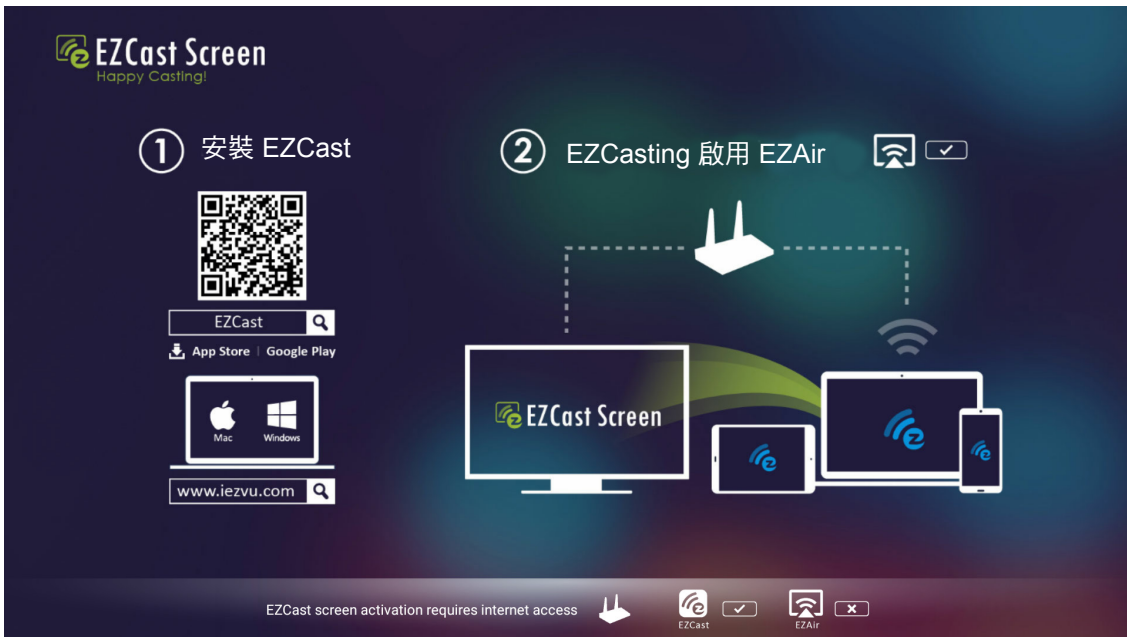 EZCast Screen
Happy Casting!
1 安裝 EZCast
EZCast
App Store | Google Play
Mac Windows
www.iezvu.com
2 EZCasting 啟用 EZAir
EZCast Screen
EZCast screen activation requires internet access
EZCast EZAir